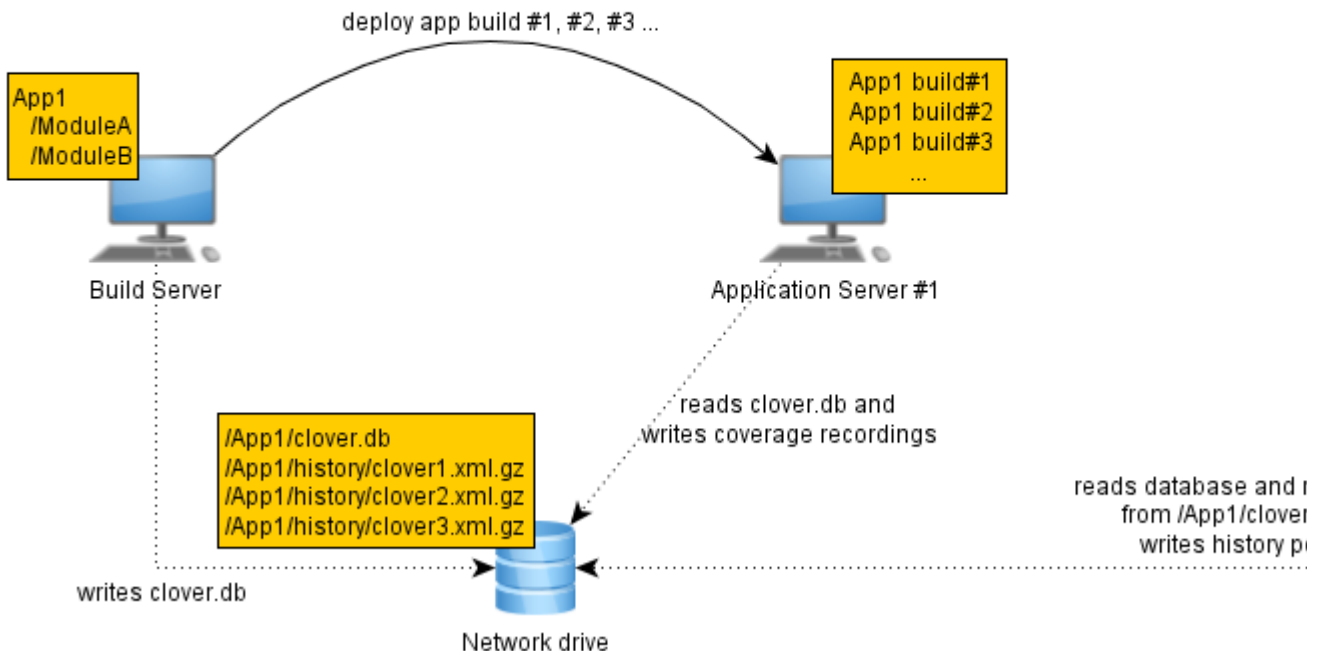 deploy app build #1, #2, #3 ...
App1
/ModuleA
/ModuleB
App1 build#1
App1 build#2
App1 build#3
...
Build Server
Application Server #1
reads clover.db and
writes coverage recordings
/App1/clover.db
/App1/history/clover1.xml.gz
/App1/history/clover2.xml.gz
/App1/history/clover3.xml.gz
reads database and
from /App1/clover
writes history
writes clover.db
Network drive